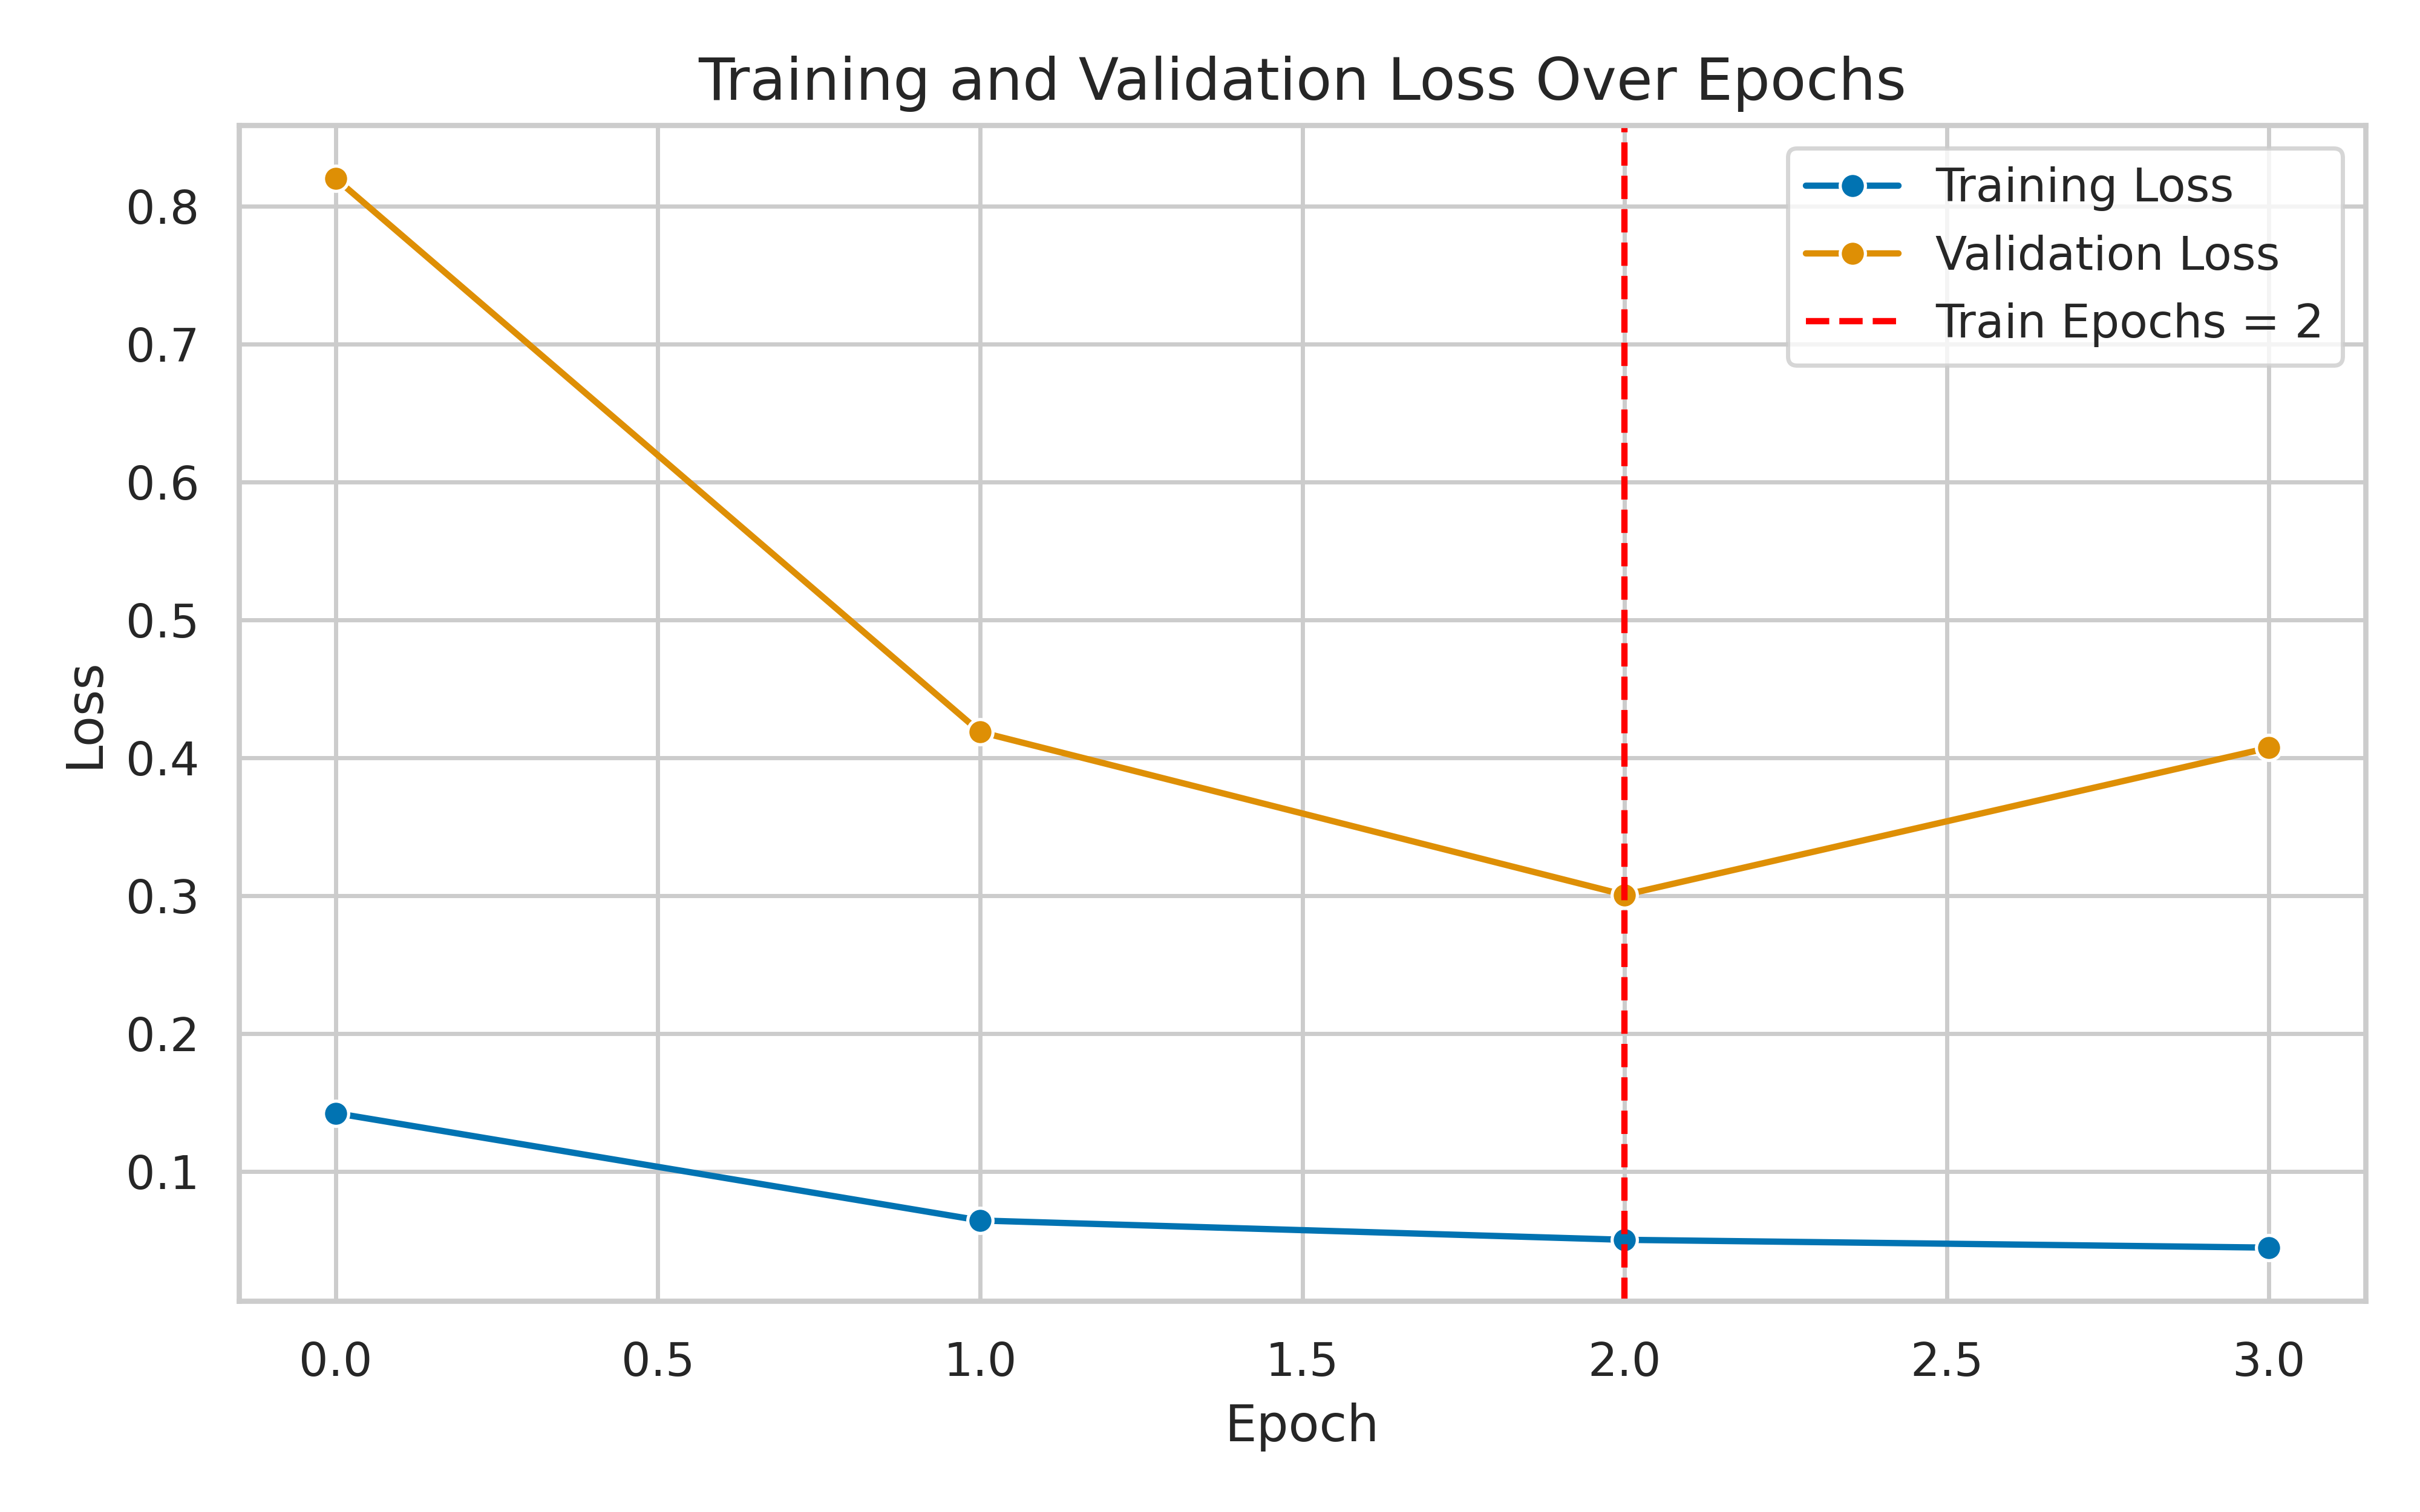 Training and Validation Loss Over Epochs
Training Loss
Validation Loss
Train Epochs = 2
0.8
0.7
0.6
0.5
0.4
0.3
0.2
0.1
Loss
0.0 0.5 1.0 1.5 2.0 2.5 3.0
Epoch